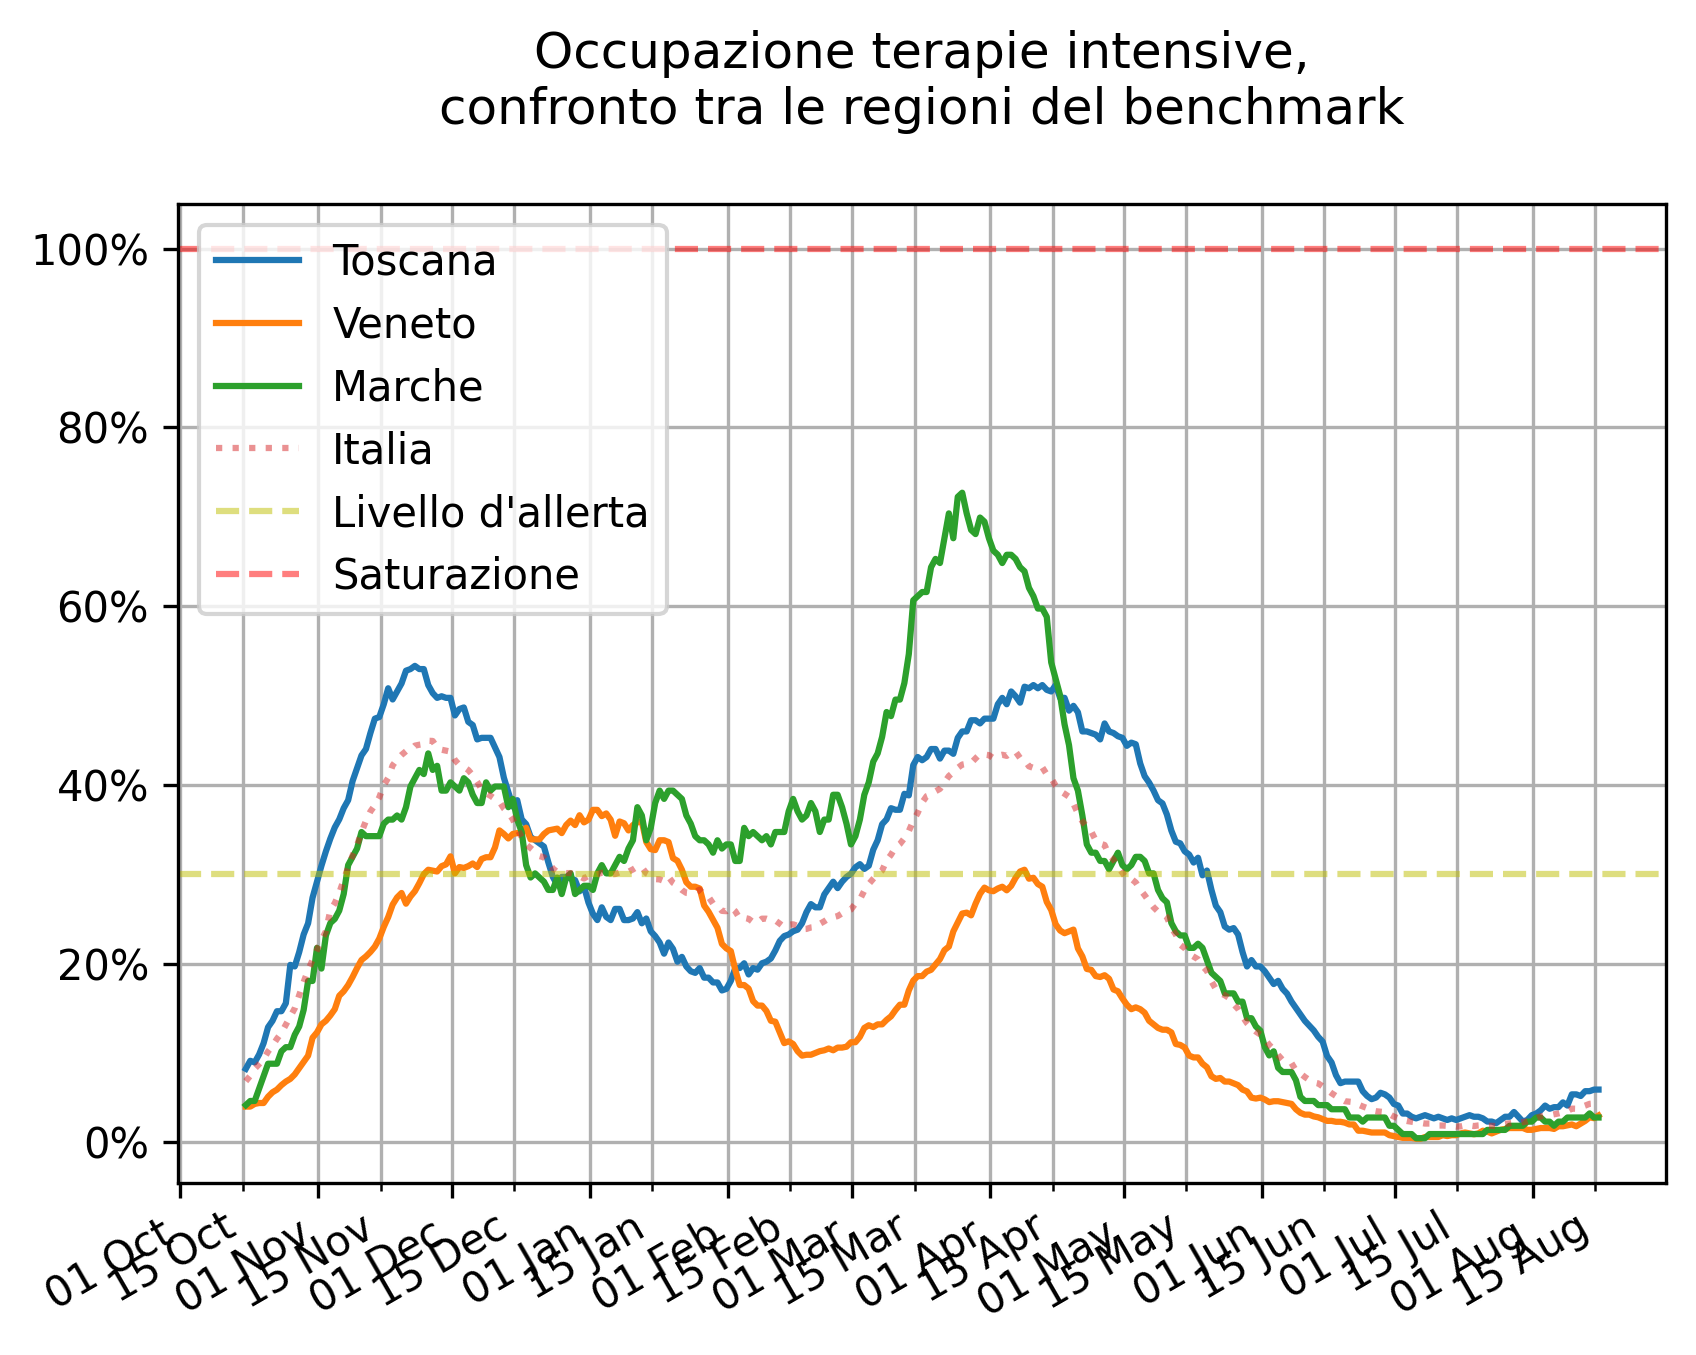 Occupazione terapie intensive,
confronto tra le regioni del benchmark
100%
80%
60%
40%
20%
0%
Toscana
Veneto
Marche
Italia
Livello d'allerta
Saturazione
01 Oct
15 Oct
01 Nov
15 Nov
01 Dec
15 Dec
01 Jan
15 Jan
01 Feb
15 Feb
01 Mar
15 Mar
01 Apr
15 Apr
01 May
15 May
01 Jun
15 Jun
01 Jul
15 Jul
01 Aug
15 Aug